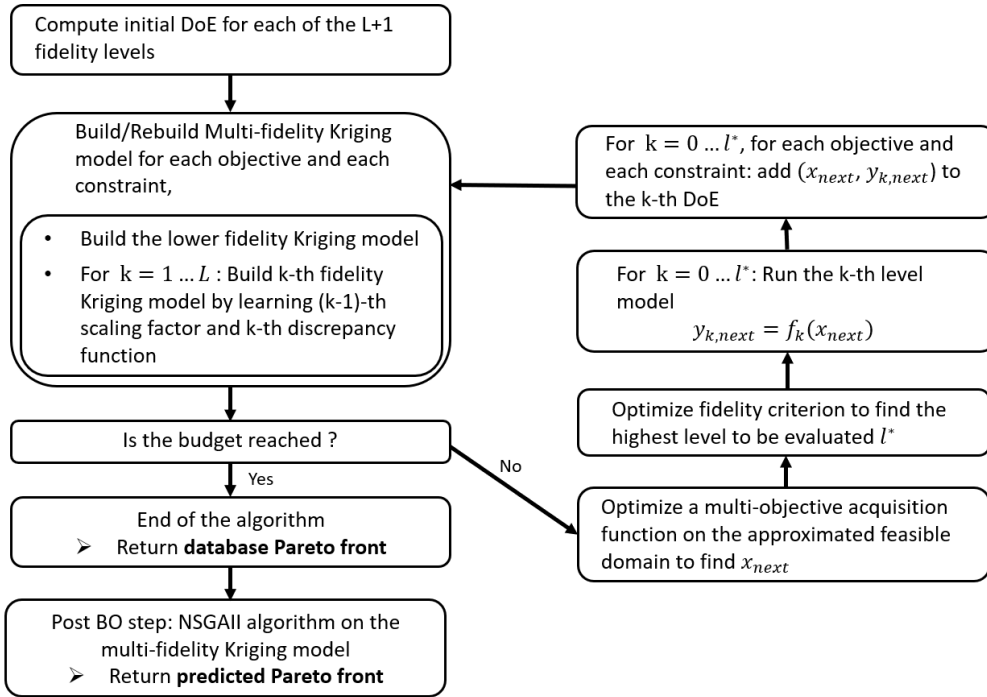 Compute initial DoE for each of the L+1
fidelity levels
Build/Rebuild Multi-fidelity Kriging
model for each objective and each
constraint,
• Build the lower fidelity Kriging model
• For k = 1 … L : Build k-th fidelity
Kriging model by learning (k-1)-th
scaling factor and k-th discrepancy
function
Is the budget reached ?
Yes
No
End of the algorithm
➢ Return database Pareto front
Post BO step: NSGAII algorithm on the
multi-fidelity Kriging model
➢ Return predicted Pareto front
For k = 0 … l*, for each objective and
each constraint: add (x_next, y_k,next) to
the k-th DoE
For k = 0 … l*: Run the k-th level
model
y_k,next = f_k(x_next)
Optimize fidelity criterion to find the
highest level to be evaluated l*
Optimize a multi-objective acquisition
function on the approximated feasible
domain to find x_next